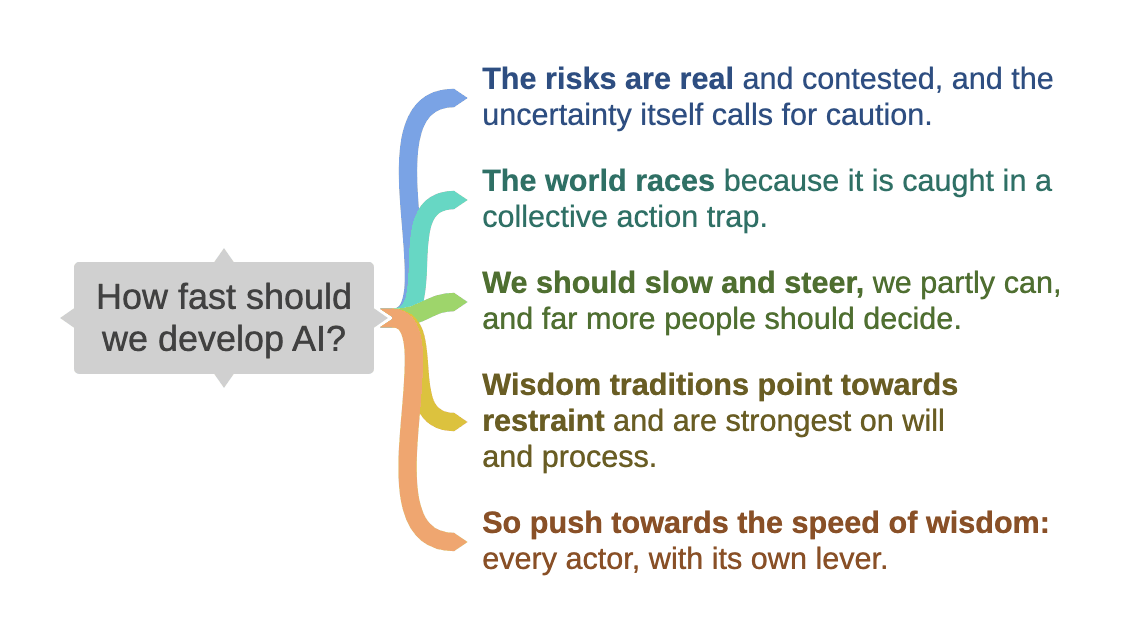 How fast should
we develop AI?
The risks are real and contested, and the
uncertainty itself calls for caution.
The world races because it is caught in a
collective action trap.
We should slow and steer, we partly can,
and far more people should decide.
Wisdom traditions point towards
restraint and are strongest on will
and process.
So push towards the speed of wisdom:
every actor, with its own lever.